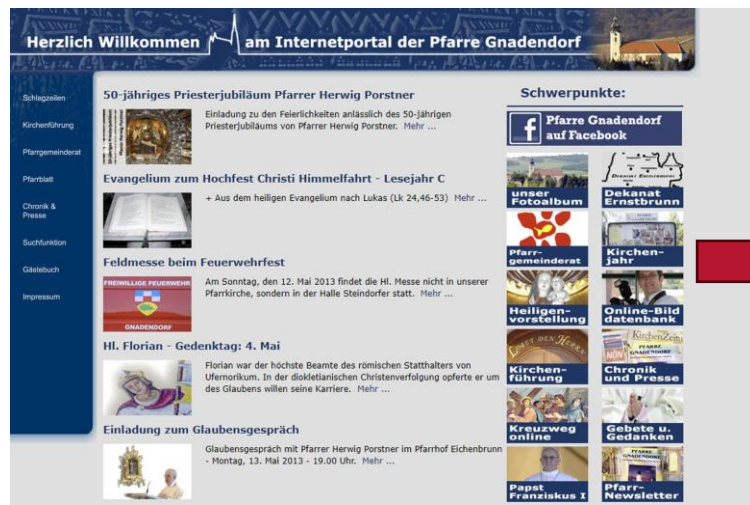 Herzlich Willkommen am Internetportal der Pfarre Gnadendorf
Schlagzeilen
Kirchenführung
Pfarrgemeinderat
Pfarrblatt
Chronik &
Presse
Suchfunktion
Gästebuch
Impressum
50-jähriges Priesterjubiläum Pfarrer Herwig Porstner
Einladung zu den Feierlichkeiten anlässlich des 50-jährigen
Priesterjubiläums von Pfarrer Herwig Porstner. Mehr ...
Evangelium zum Hochfest Christi Himmelfahrt - Lesejahr C
+ Aus dem heiligen Evangelium nach Lukas (Lk 24,46-53) Mehr ...
Feldmesse beim Feuerwehrfest
FREIWILLIGE FEUERWEHR
GNADENDORF
Am Sonntag, den 12. Mai 2013 findet die Hl. Messe nicht in unserer
Pfarrkirche, sondern in der Halle Steindorfer statt. Mehr ...
Hl. Florian - Gedenktag: 4. Mai
Florian war der höchste Beamte des römischen Statthalters von
Ufernorikum. In der diokletianischen Christenverfolgung opferte er um
des Glaubens willen seine Karriere. Mehr ...
Einladung zum Glaubensgespräch
Glaubensgespräch mit Pfarrer Herwig Porstner im Pfarrhof Eichenbrunn
- Montag, 13. Mai 2013 - 19.00 Uhr. Mehr ...
Schwerpunkte:
f Pfarre Gnadendorf
auf Facebook
unser
Fotoalbum
Dekanat
Ernstbrunn
Pfarr-
gemeinderat
Kirchen-
jahr
Heiligen-
vorstellung
Online-Bild
datenbank
Kirchen-
führung
KirchenZeitu
NÖN
PFARRE
GNADENDORF
Chronik
und Presse
Kreuzweg
online
Gebete u.
Gedanken
Papst
Franziskus I
PFARRE
GNADENDORF
Pfarr-
Newsletter